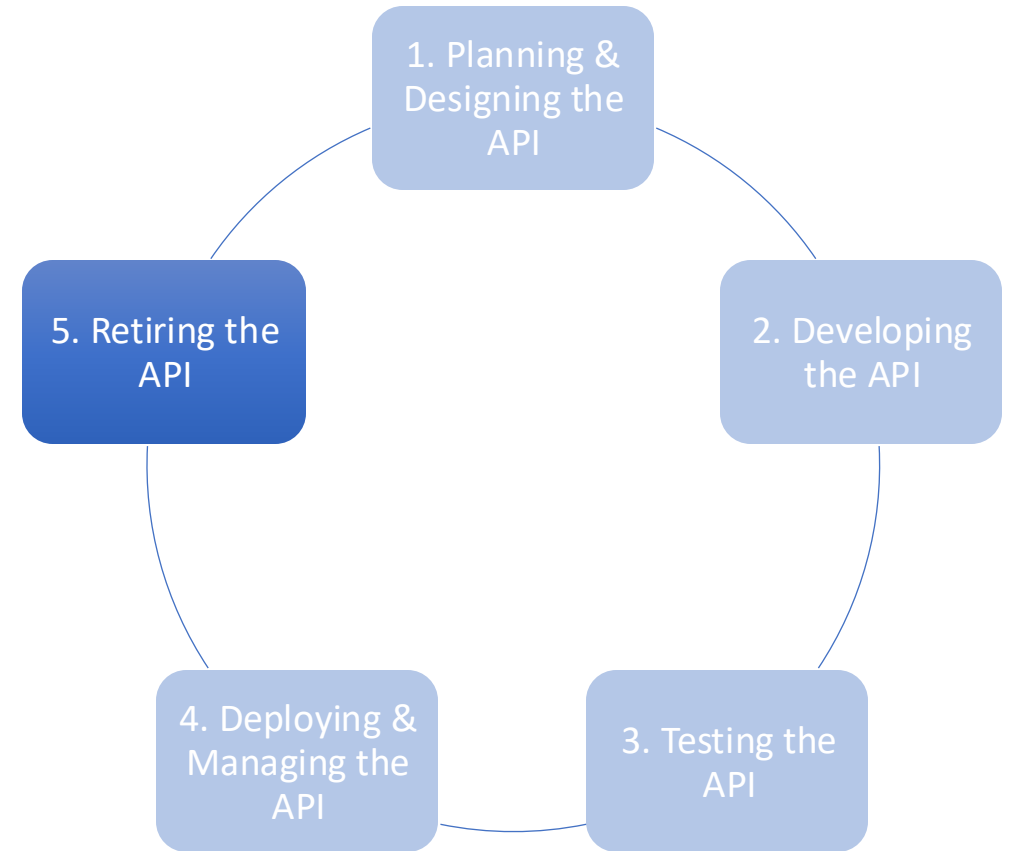 1. Planning &
Designing the
API
2. Developing
the API
3. Testing the
API
4. Deploying &
Managing the
API
5. Retiring the
API